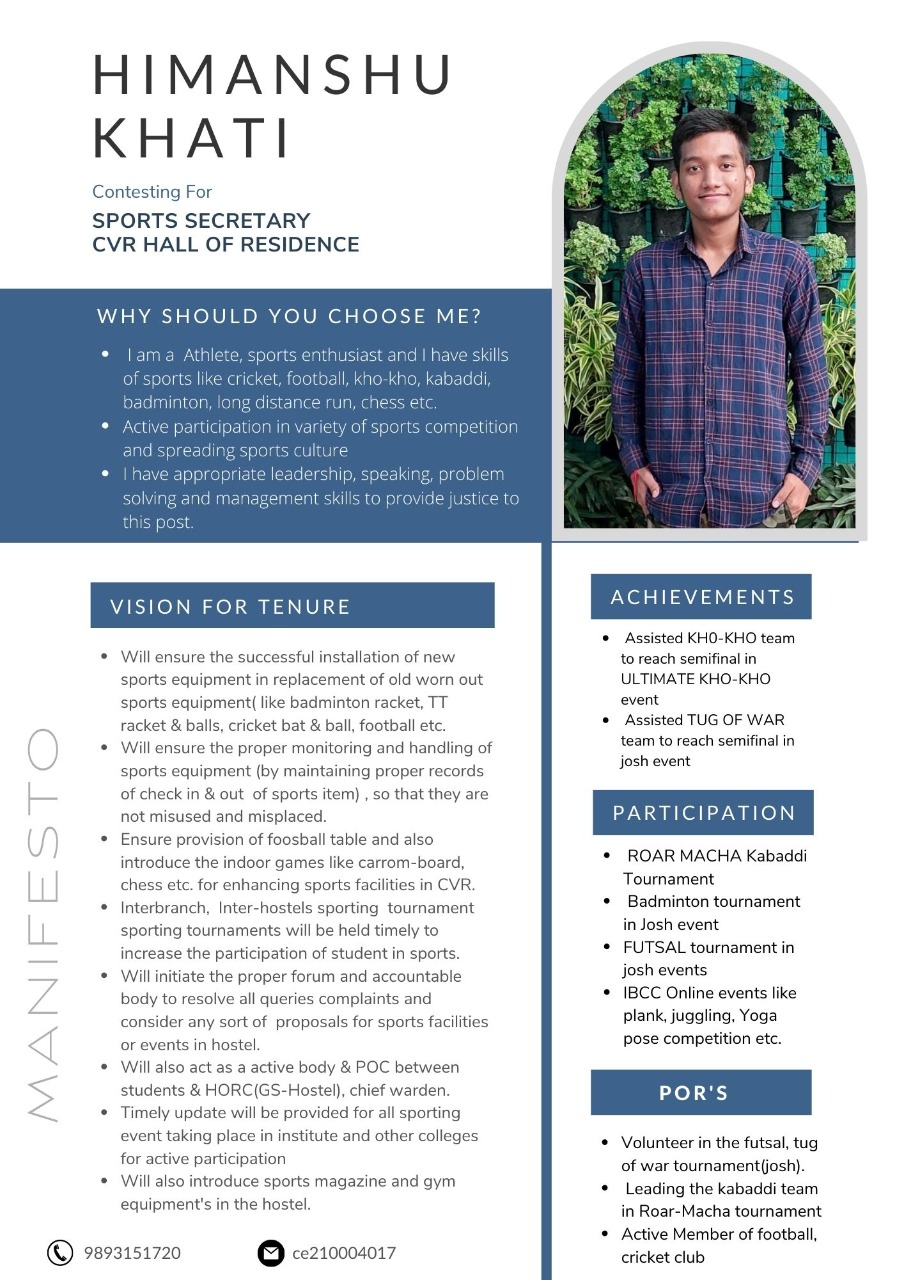 HIMANSHU
KHATI
Contesting For
SPORTS SECRETARY
CVR HALL OF RESIDENCE
WHY SHOULD YOU CHOOSE ME?
• I am a  Athlete, sports enthusiast and I have skills
of sports like cricket, football, kho-kho, kabaddi,
badminton, long distance run, chess etc.
• Active participation in variety of sports competition
and spreading sports culture
• I have appropriate leadership, speaking, problem
solving and management skills to provide justice to
this post.
MANIFESTO
VISION FOR TENURE
• Will ensure the successful installation of new
sports equipment in replacement of old worn out
sports equipment( like badminton racket, TT
racket & balls, cricket bat & ball, football etc.
• Will ensure the proper monitoring and handling of
sports equipment (by maintaining proper records
of check in & out  of sports item) , so that they are
not misused and misplaced.
• Ensure provision of foosball table and also
introduce the indoor games like carrom-board,
chess etc. for enhancing sports facilities in CVR.
• Interbranch,  Inter-hostels sporting  tournament
sporting tournaments will be held timely to
increase the participation of student in sports.
• Will initiate the proper forum and accountable
body to resolve all queries complaints and
consider any sort of  proposals for sports facilities
or events in hostel.
• Will also act as a active body & POC between
students & HORC(GS-Hostel), chief warden.
• Timely update will be provided for all sporting
event taking place in institute and other colleges
for active participation
• Will also introduce sports magazine and gym
equipment's in the hostel.
9893151720
ce210004017
ACHIEVEMENTS
• Assisted KH0-KHO team
to reach semifinal in
ULTIMATE KHO-KHO
event
• Assisted TUG OF WAR
team to reach semifinal in
josh event
PARTICIPATION
• ROAR MACHA Kabaddi
Tournament
• Badminton tournament
in Josh event
• FUTSAL tournament in
josh events
• IBCC Online events like
plank, juggling, Yoga
pose competition etc.
POR'S
• Volunteer in the futsal, tug
of war tournament(josh).
• Leading the kabaddi team
in Roar-Macha tournament
• Active Member of football,
cricket club